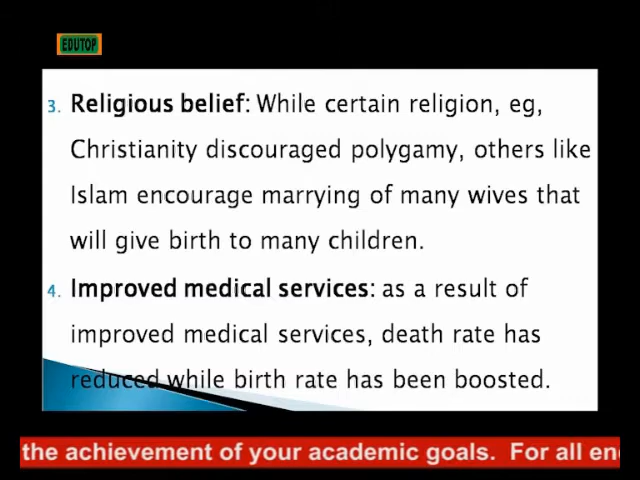 EDUTOP
3. Religious belief: While certain religion, eg,
Christianity discouraged polygamy, others like
Islam encourage marrying of many wives that
will give birth to many children.
4. Improved medical services: as a result of
improved medical services, death rate has
reduced while birth rate has been boosted.
the achievement of your academic goals. For all